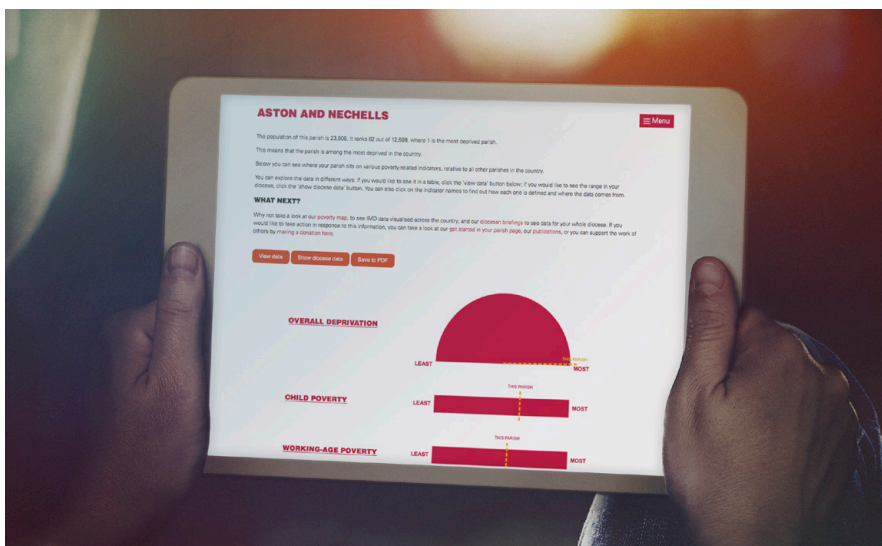 ASTON AND NECHELLS
≡ Menu
The population of this parish is 23,508. It ranks 62 out of 12,599, where 1 is the most deprived parish.
This means that the parish is among the most deprived in the country.
Below you can see where your parish sits on various poverty-related indicators, relative to all other parishes in the country.
You can explore the data in different ways. If you would like to see it in a table, click the 'view data' button below; if you would like to see the range in your
diocese, click the 'show diocese data' button. You can also click on the indicator names to find out how each one is defined and where the data comes from.
WHAT NEXT?
Why not take a look at our poverty map, to see IMD data visualised across the country, and our diocesan briefings to see data for your whole diocese. If you
would like to take action in response to this information, you can take a look at our get started in your parish page, our publications, or you can support the work of
others by making a donation here.
View data
Show diocese data
Save to PDF
OVERALL DEPRIVATION
THIS PARISH
LEAST
MOST
CHILD POVERTY
THIS PARISH
LEAST
MOST
WORKING-AGE POVERTY
THIS PARISH
LEAST
MOST